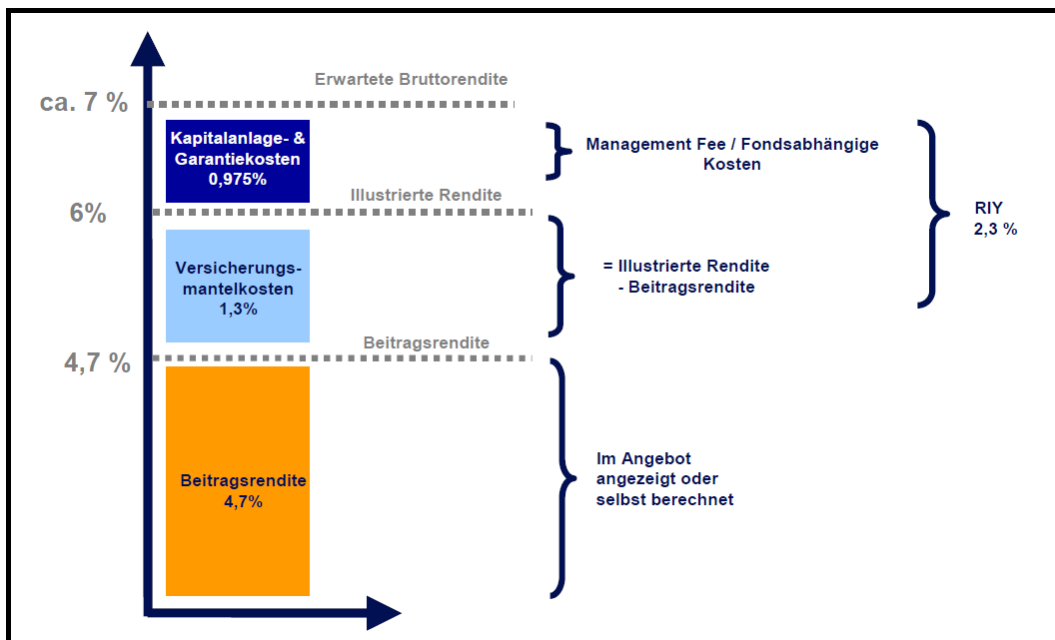 Erwartete Bruttorendite
ca. 7 %
Kapitalanlage- &
Garantiekosten
0,975%
Management Fee / Fondsabhängige
Kosten
Illustrierte Rendite
6%
RIY
2,3 %
Versicherungs-
mantelkosten
1,3%
= Illustrierte Rendite
- Beitragsrendite
Beitragsrendite
4,7 %
Beitragsrendite
4,7%
Im Angebot
angezeigt oder
selbst berechnet